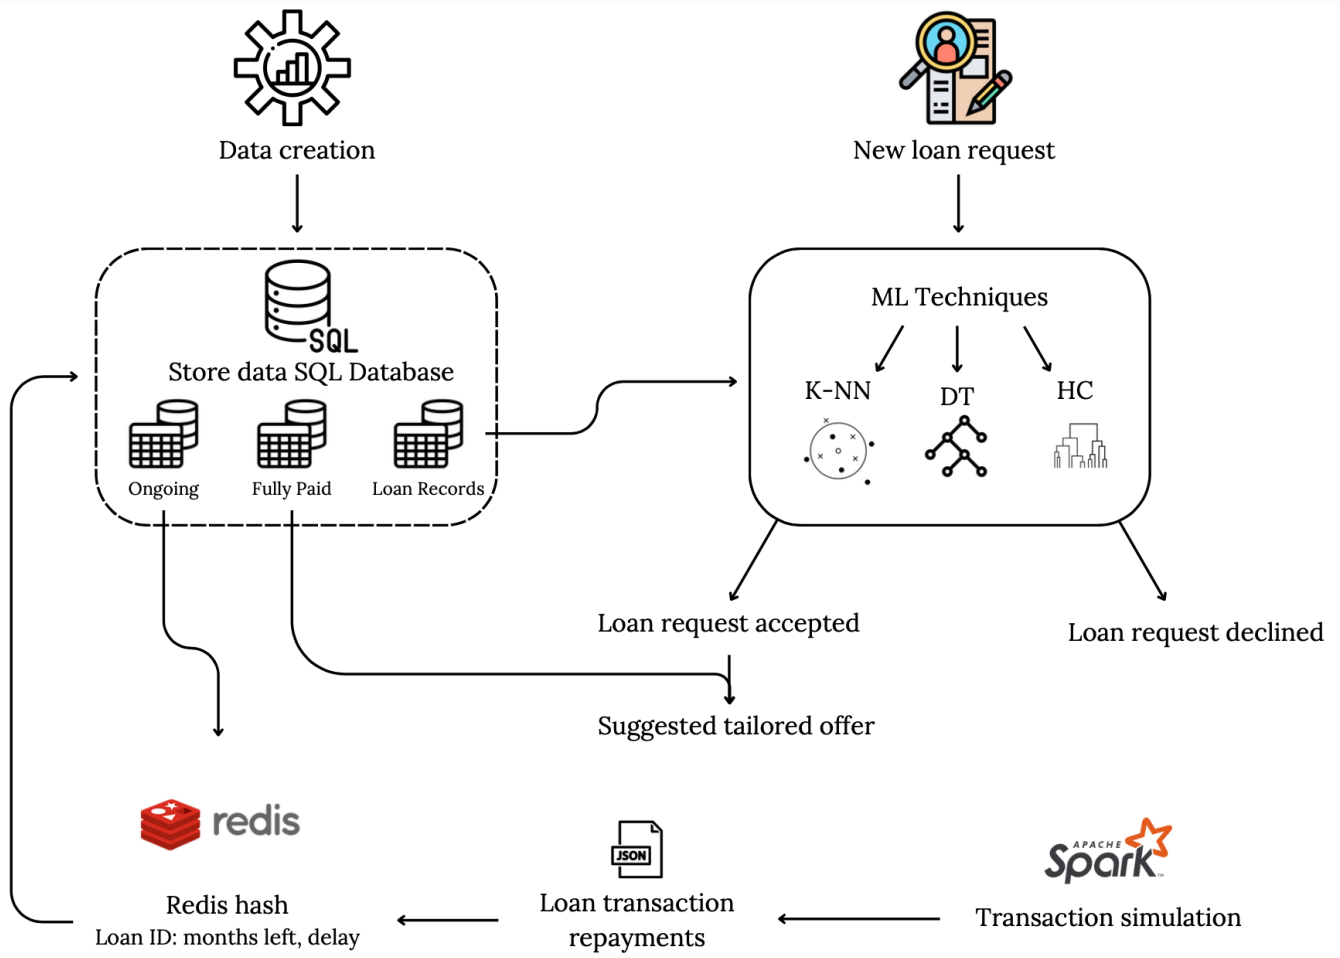 Data creation
New loan request
SQL
Store data SQL Database
Ongoing
Fully Paid
Loan Records
ML Techniques
K-NN
DT
HC
Loan request accepted
Loan request declined
Suggested tailored offer
redis
Redis hash
Loan ID: months left, delay
JSON
Loan transaction
repayments
APACHE
Spark
Transaction simulation